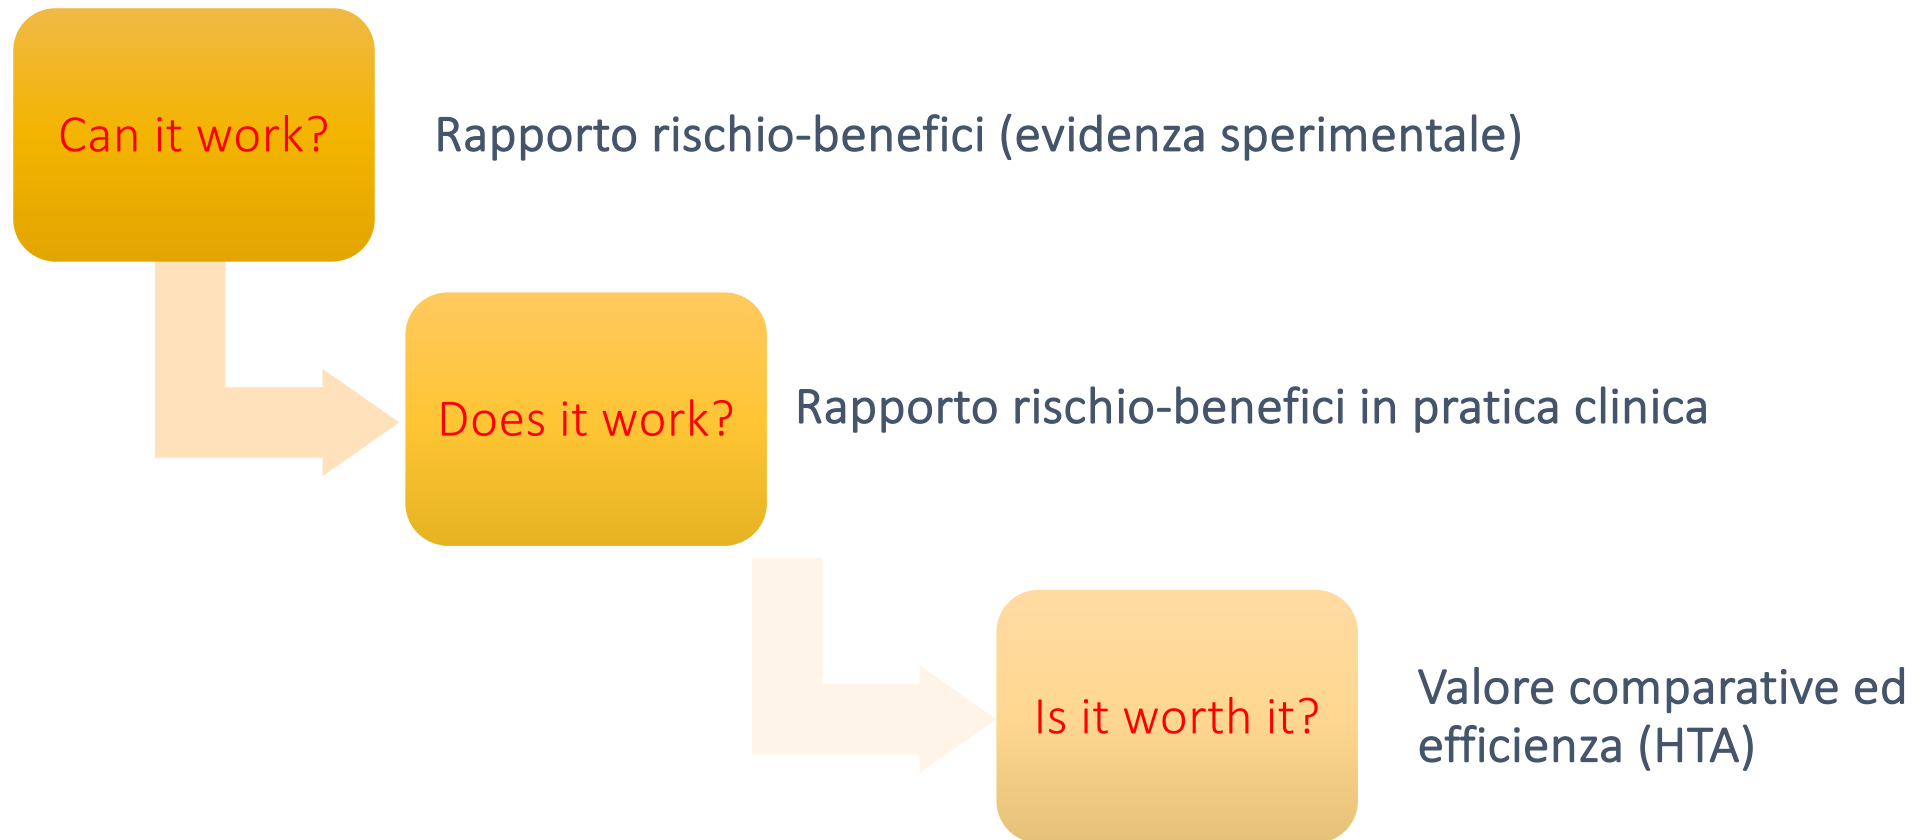 Can it work?
Rapporto rischio-benefici (evidenza sperimentale)
Does it work?
Rapporto rischio-benefici in pratica clinica
Is it worth it?
Valore comparative ed
efficienza (HTA)